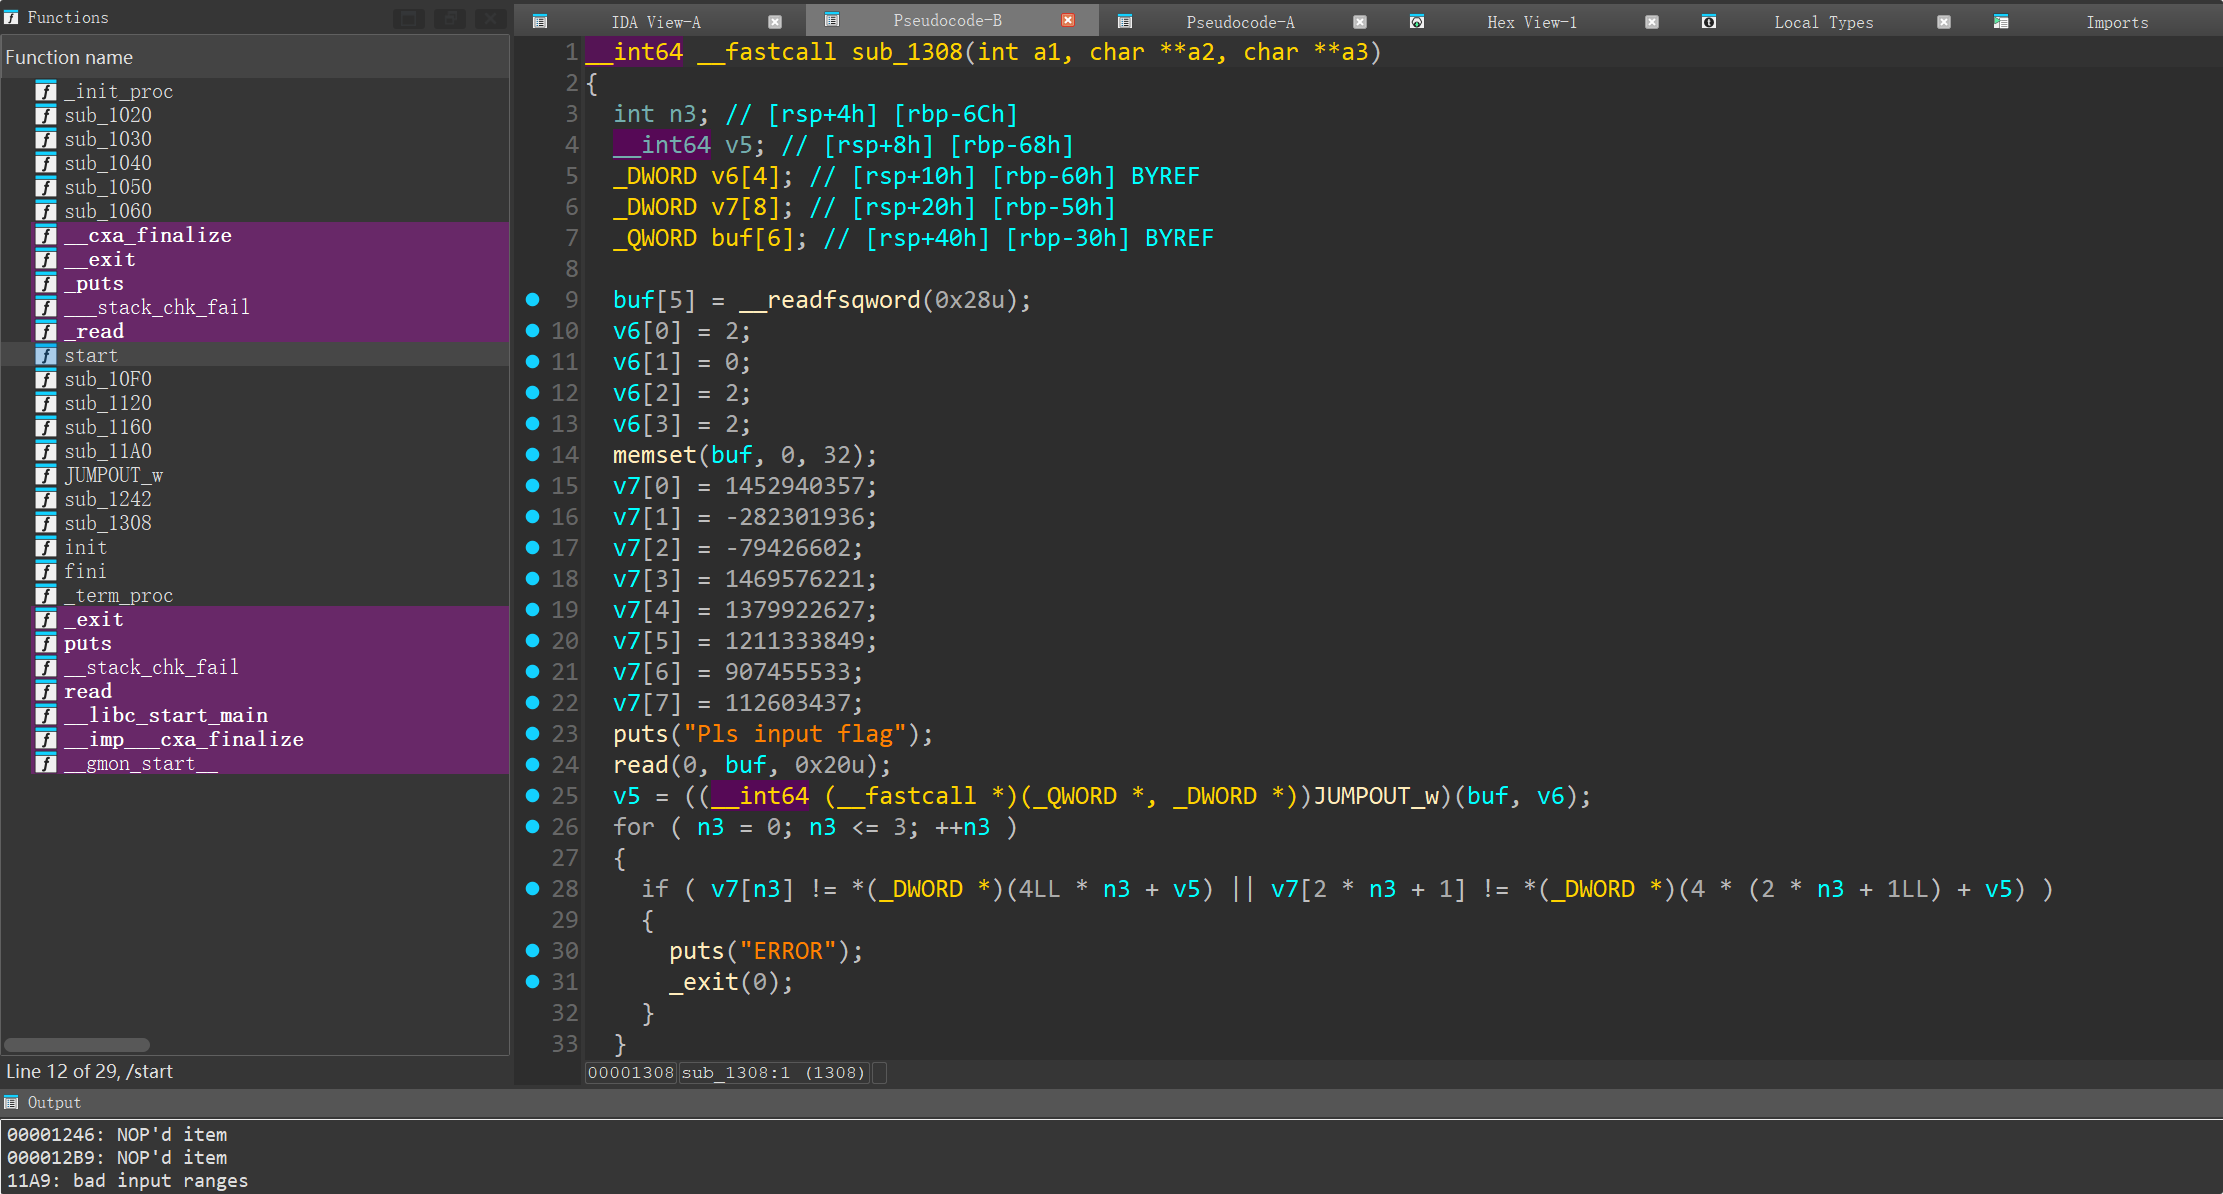 Functions
Function name
_init_proc
sub_1020
sub_1030
sub_1040
sub_1050
sub_1060
__cxa_finalize
__exit
_puts
___stack_chk_fail
_read
start
sub_10F0
sub_1120
sub_1160
sub_11A0
JUMPOUT_w
sub_1242
sub_1308
init
fini
_term_proc
_exit
puts
__stack_chk_fail
read
__libc_start_main
__imp___cxa_finalize
__gmon_start__
Line 12 of 29, /start
IDA View-A Pseudocode-B Pseudocode-A Hex View-1 Local Types Imports
1 __int64 __fastcall sub_1308(int a1, char **a2, char **a3)
2 {
3 int n3; // [rsp+4h] [rbp-6Ch]
4 __int64 v5; // [rsp+8h] [rbp-68h]
5 _DWORD v6[4]; // [rsp+10h] [rbp-60h] BYREF
6 _DWORD v7[8]; // [rsp+20h] [rbp-50h]
7 _QWORD buf[6]; // [rsp+40h] [rbp-30h] BYREF
8
9 buf[5] = __readfsqword(0x28u);
10 v6[0] = 2;
11 v6[1] = 0;
12 v6[2] = 2;
13 v6[3] = 2;
14 memset(buf, 0, 32);
15 v7[0] = 1452940357;
16 v7[1] = -282301936;
17 v7[2] = -79426602;
18 v7[3] = 1469576221;
19 v7[4] = 1379922627;
20 v7[5] = 1211333849;
21 v7[6] = 907455533;
22 v7[7] = 112603437;
23 puts("Pls input flag");
24 read(0, buf, 0x20u);
25 v5 = ((__int64 (__fastcall *)(_QWORD *, _DWORD *))JUMPOUT_w)(buf, v6);
26 for ( n3 = 0; n3 <= 3; ++n3 )
27 {
28 if ( v7[n3] != *(_DWORD *)(4LL * n3 + v5) || v7[2 * n3 + 1] != *(_DWORD *)(4 * (2 * n3 + 1LL) + v5) )
29 {
30 puts("ERROR");
31 _exit(0);
32 }
33 }
00001308 sub_1308:1 (1308)
Output
00001246: NOP'd item
000012B9: NOP'd item
11A9: bad input ranges